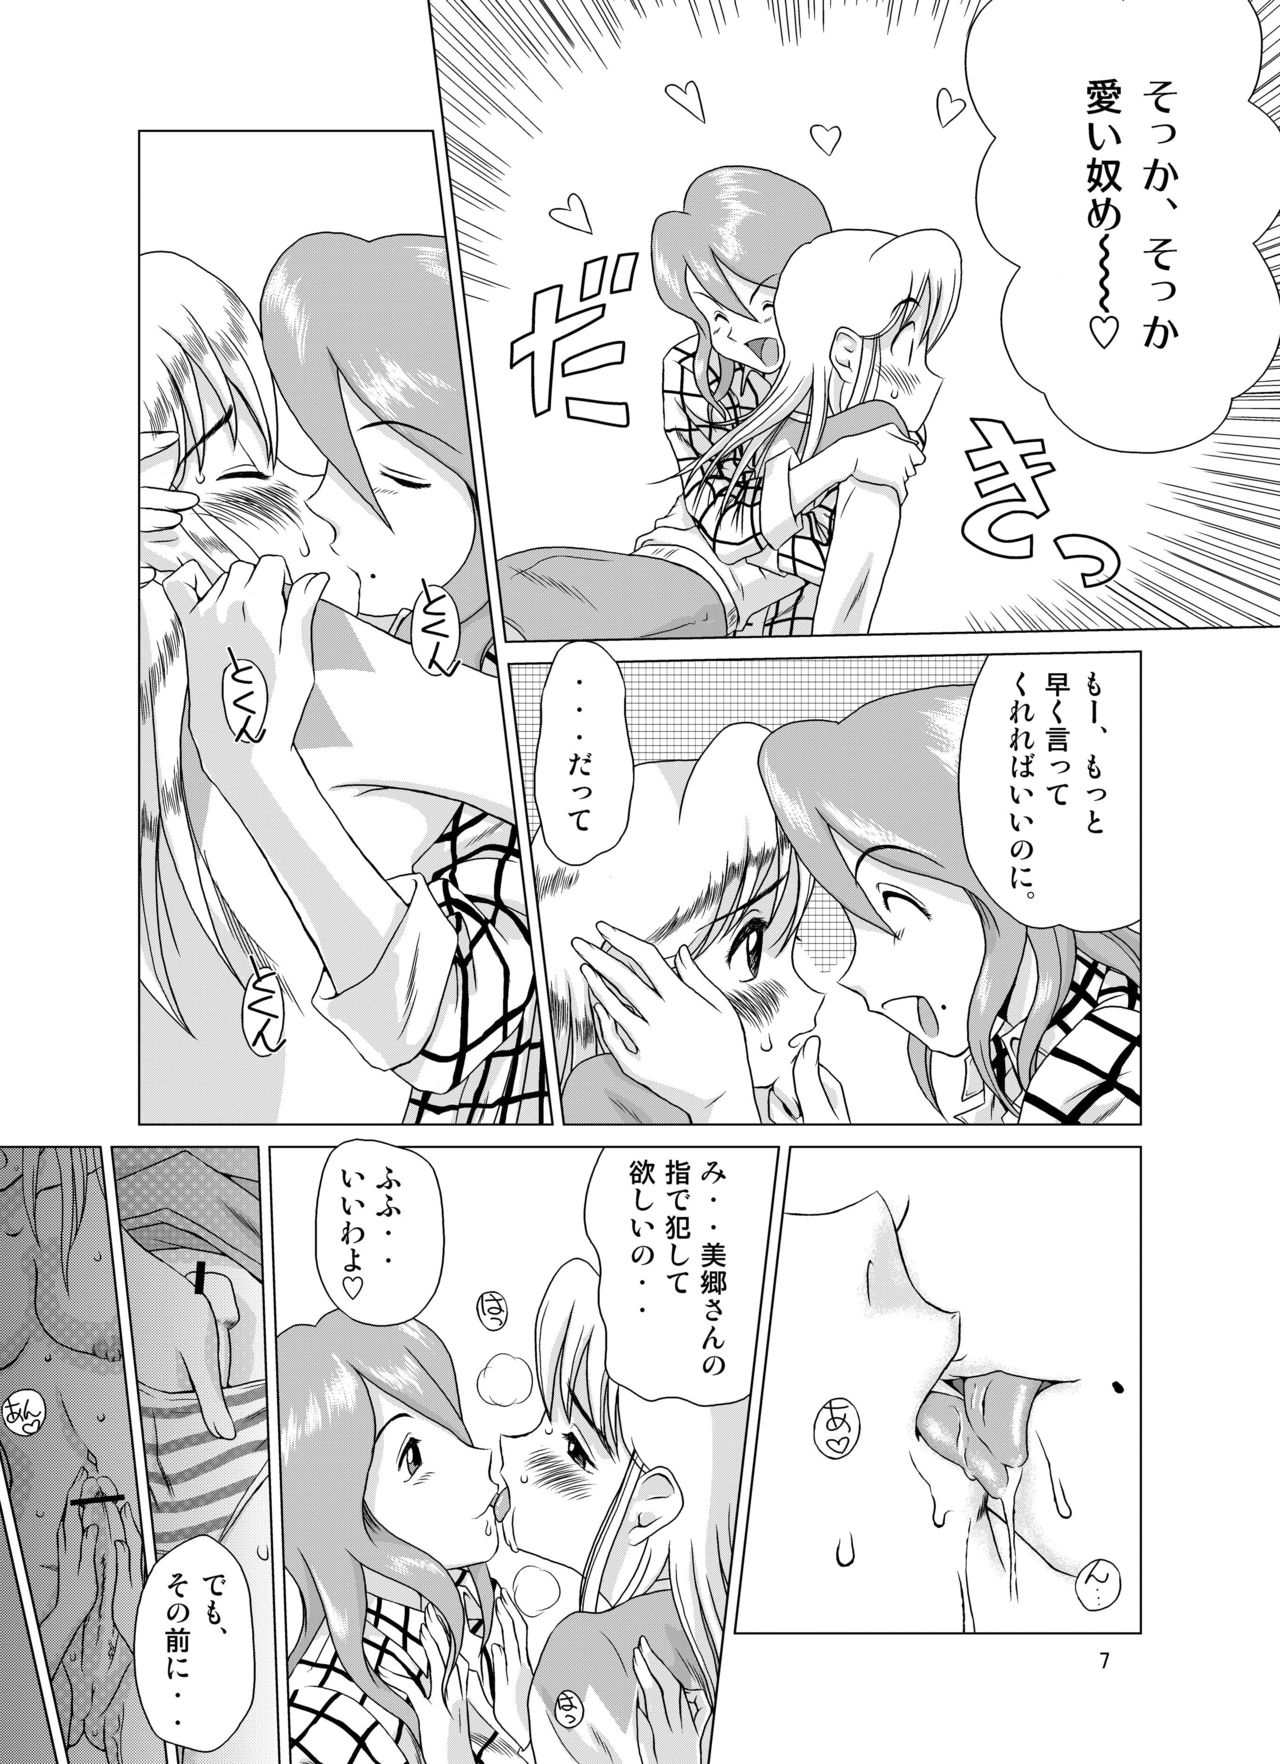 そっか、そっか
愛い奴め～～～♡
だ
きっ
もー、もっと
早く言って
くれればいいのに。
・・・だって
とくん
とくん
とくん
あ♡
ん…
み・・美郷さんの
指で犯して
欲しいの・・
はっ
ふふ・・
いいわよ♡
はっ
でも、
その前に・・
あん♡
7